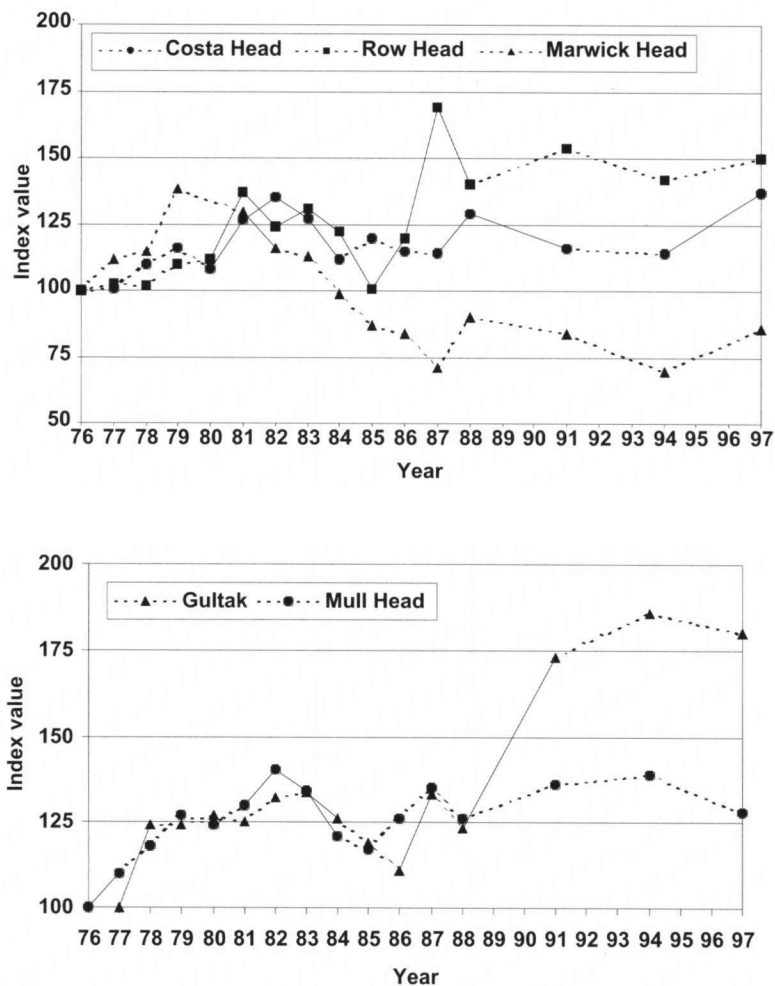 200
Costa Head Row Head Marwick Head
175
150
125
100
75
50
Index value
76 77 78 79 80 81 82 83 84 85 86 87 88 89 90 91 92 93 94 95 96 97
Year
200
Gultak Mull Head
175
150
125
100
Index value
76 77 78 79 80 81 82 83 84 85 86 87 88 89 90 91 92 93 94 95 96 97
Year